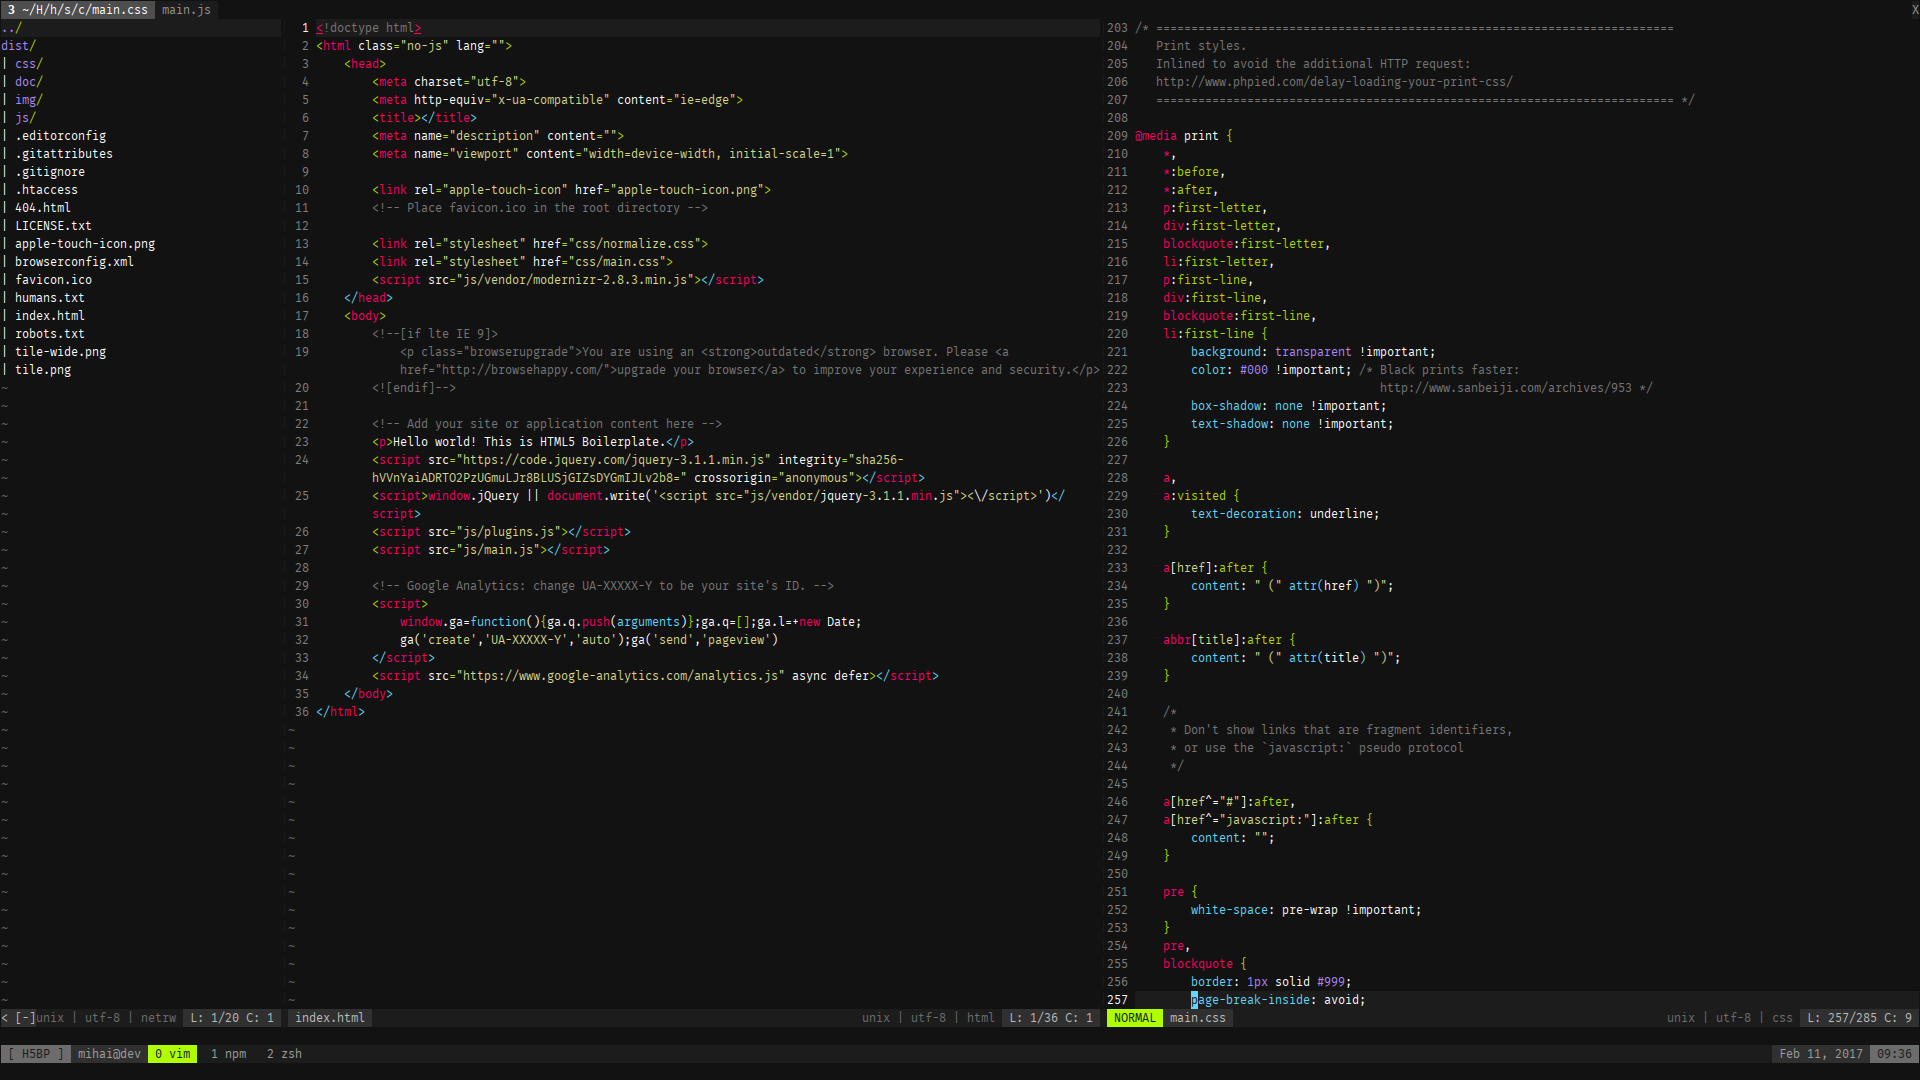 3 ~/H/h/s/c/main.css  main.js  X
../
dist/
| css/
| doc/
| img/
| js/
| .editorconfig
| .gitattributes
| .gitignore
| .htaccess
| 404.html
| LICENSE.txt
| apple-touch-icon.png
| browserconfig.xml
| favicon.ico
| humans.txt
| index.html
| robots.txt
| tile-wide.png
| tile.png
1 <!doctype html>
2 <html class="no-js" lang="">
3     <head>
4         <meta charset="utf-8">
5         <meta http-equiv="x-ua-compatible" content="ie=edge">
6         <title></title>
7         <meta name="description" content="">
8         <meta name="viewport" content="width=device-width, initial-scale=1">
9
10         <link rel="apple-touch-icon" href="apple-touch-icon.png">
11         <!-- Place favicon.ico in the root directory -->
12
13         <link rel="stylesheet" href="css/normalize.css">
14         <link rel="stylesheet" href="css/main.css">
15         <script src="js/vendor/modernizr-2.8.3.min.js"></script>
16     </head>
17     <body>
18         <!--[if lte IE 9]>
19             <p class="browserupgrade">You are using an <strong>outdated</strong> browser. Please <a
            href="http://browsehappy.com/">upgrade your browser</a> to improve your experience and security.</p>
20         <![endif]-->
21
22         <!-- Add your site or application content here -->
23         <p>Hello world! This is HTML5 Boilerplate.</p>
24         <script src="https://code.jquery.com/jquery-3.1.1.min.js" integrity="sha256-
        hVVnYaiADRTO2PzUGmuLJr8BLUSjGIZsDYGmIJLv2b8=" crossorigin="anonymous"></script>
25         <script>window.jQuery || document.write('<script src="js/vendor/jquery-3.1.1.min.js"><\/script>')</
        script>
26         <script src="js/plugins.js"></script>
27         <script src="js/main.js"></script>
28
29         <!-- Google Analytics: change UA-XXXXX-Y to be your site's ID. -->
30         <script>
31             window.ga=function(){ga.q.push(arguments)};ga.q=[];ga.l=+new Date;
32             ga('create','UA-XXXXX-Y','auto');ga('send','pageview')
33         </script>
34         <script src="https://www.google-analytics.com/analytics.js" async defer></script>
35     </body>
36 </html>
203 /* ==========================================================================
204    Print styles.
205    Inlined to avoid the additional HTTP request:
206    http://www.phpied.com/delay-loading-your-print-css/
207    ========================================================================== */
208
209 @media print {
210     *,
211     *:before,
212     *:after,
213     p:first-letter,
214     div:first-letter,
215     blockquote:first-letter,
216     li:first-letter,
217     p:first-line,
218     div:first-line,
219     blockquote:first-line,
220     li:first-line {
221         background: transparent !important;
222         color: #000 !important; /* Black prints faster:
223                                    http://www.sanbeiji.com/archives/953 */
224         box-shadow: none !important;
225         text-shadow: none !important;
226     }
227
228     a,
229     a:visited {
230         text-decoration: underline;
231     }
232
233     a[href]:after {
234         content: " (" attr(href) ")";
235     }
236
237     abbr[title]:after {
238         content: " (" attr(title) ")";
239     }
240
241     /*
242      * Don't show links that are fragment identifiers,
243      * or use the `javascript:` pseudo protocol
244      */
245
246     a[href^="#"]:after,
247     a[href^="javascript:"]:after {
248         content: "";
249     }
250
251     pre {
252         white-space: pre-wrap !important;
253     }
254     pre,
255     blockquote {
256         border: 1px solid #999;
257         page-break-inside: avoid;
< [-]unix | utf-8 | netrw  L: 1/20 C: 1  index.html  unix | utf-8 | html  L: 1/36 C: 1  NORMAL  main.css  unix | utf-8 | css  L: 257/285 C: 9
[ H5BP ]  mihai@dev  0 vim  1 npm  2 zsh  Feb 11, 2017  09:36